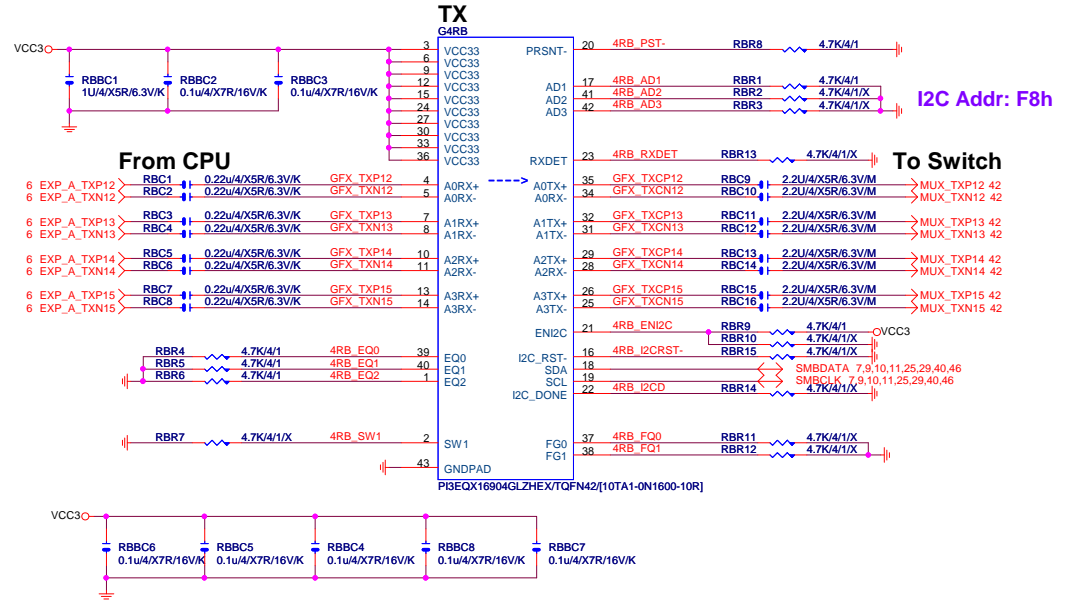 TX
G4RB
VCC3
RBBC1
1U/4/X5R/6.3V/K
RBBC2
0.1u/4/X7R/16V/K
RBBC3
0.1u/4/X7R/16V/K
3 VCC33
6 VCC33
9 VCC33
12 VCC33
15 VCC33
24 VCC33
27 VCC33
30 VCC33
33 VCC33
36 VCC33
PRSNT- 20 4RB_PST- RBR8 4.7K/4/1
AD1 17 4RB_AD1 RBR1 4.7K/4/1
AD2 41 4RB_AD2 RBR2 4.7K/4/1/X
AD3 42 4RB_AD3 RBR3 4.7K/4/1/X
I2C Addr: F8h
RXDET 23 4RB_RXDET RBR13 4.7K/4/1/X
From CPU
To Switch
6 EXP_A_TXP12 RBC1 0.22u/4/X5R/6.3V/K GFX_TXP12 4 A0RX+ A0TX+ 35 GFX_TXCP12 RBC9 2.2U/4/X5R/6.3V/M MUX_TXP12 42
6 EXP_A_TXN12 RBC2 0.22u/4/X5R/6.3V/K GFX_TXN12 5 A0RX- A0RX- 34 GFX_TXCN12 RBC10 2.2U/4/X5R/6.3V/M MUX_TXN12 42
6 EXP_A_TXP13 RBC3 0.22u/4/X5R/6.3V/K GFX_TXP13 7 A1RX+ A1TX+ 32 GFX_TXCP13 RBC11 2.2U/4/X5R/6.3V/M MUX_TXP13 42
6 EXP_A_TXN13 RBC4 0.22u/4/X5R/6.3V/K GFX_TXN13 8 A1RX- A1TX- 31 GFX_TXCN13 RBC12 2.2U/4/X5R/6.3V/M MUX_TXN13 42
6 EXP_A_TXP14 RBC5 0.22u/4/X5R/6.3V/K GFX_TXP14 10 A2RX+ A2TX+ 29 GFX_TXCP14 RBC13 2.2U/4/X5R/6.3V/M MUX_TXP14 42
6 EXP_A_TXN14 RBC6 0.22u/4/X5R/6.3V/K GFX_TXN14 11 A2RX- A2RX- 28 GFX_TXCN14 RBC14 2.2U/4/X5R/6.3V/M MUX_TXN14 42
6 EXP_A_TXP15 RBC7 0.22u/4/X5R/6.3V/K GFX_TXP15 13 A3RX+ A3TX+ 26 GFX_TXCP15 RBC15 2.2U/4/X5R/6.3V/M MUX_TXP15 42
6 EXP_A_TXN15 RBC8 0.22u/4/X5R/6.3V/K GFX_TXN15 14 A3RX- A3TX- 25 GFX_TXCN15 RBC16 2.2U/4/X5R/6.3V/M MUX_TXN15 42
ENI2C 21 4RB_ENI2C RBR9 4.7K/4/1 VCC3
RBR10 4.7K/4/1/X
RBR4 4.7K/4/1 4RB_EQ0 39 EQ0 I2C_RST- 16 4RB_I2CRST- RBR15 4.7K/4/1/X
RBR5 4.7K/4/1 4RB_EQ1 40 EQ1 SDA 18 SMBDATA 7,9,10,11,25,29,40,46
RBR6 4.7K/4/1 4RB_EQ2 1 EQ2 SCL 19 SMBCLK 7,9,10,11,25,29,40,46
I2C_DONE 22 4RB_I2CD RBR14 4.7K/4/1/X
RBR7 4.7K/4/1/X 4RB_SW1 2 SW1 FG0 37 4RB_FQ0 RBR11 4.7K/4/1/X
FG1 38 4RB_FQ1 RBR12 4.7K/4/1/X
43 GNDPAD
PI3EQX16904GLZHEX/TQFN42/[10TA1-0N1600-10R]
VCC3
RBBC6
0.1u/4/X7R/16V/K
RBBC5
0.1u/4/X7R/16V/K
RBBC4
0.1u/4/X7R/16V/K
RBBC8
0.1u/4/X7R/16V/K
RBBC7
0.1u/4/X7R/16V/K